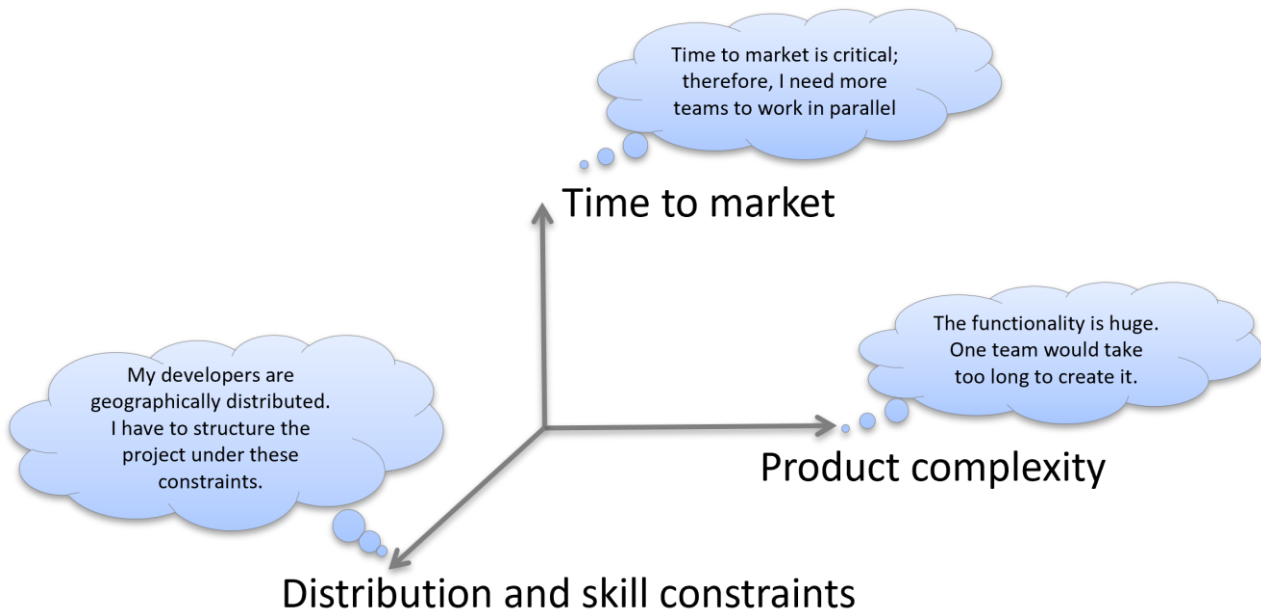 Time to market is critical;
therefore, I need more
teams to work in parallel
Time to market
The functionality is huge.
One team would take
too long to create it.
Product complexity
My developers are
geographically distributed.
I have to structure the
project under these
constraints.
Distribution and skill constraints